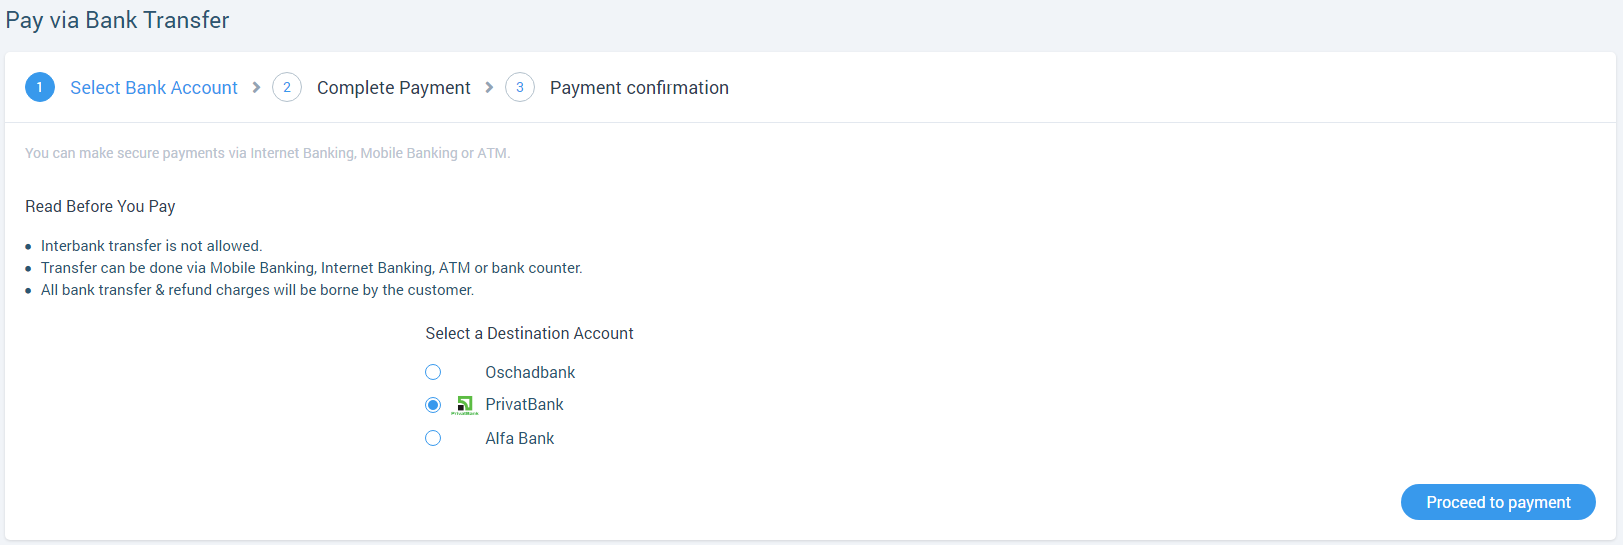 Pay via Bank Transfer
1 Select Bank Account > 2 Complete Payment > 3 Payment confirmation
You can make secure payments via Internet Banking, Mobile Banking or ATM.
Read Before You Pay
• Interbank transfer is not allowed.
• Transfer can be done via Mobile Banking, Internet Banking, ATM or bank counter.
• All bank transfer & refund charges will be borne by the customer.
Select a Destination Account
Oschadbank
PrivatBank PrivatBank
Alfa Bank
Proceed to payment